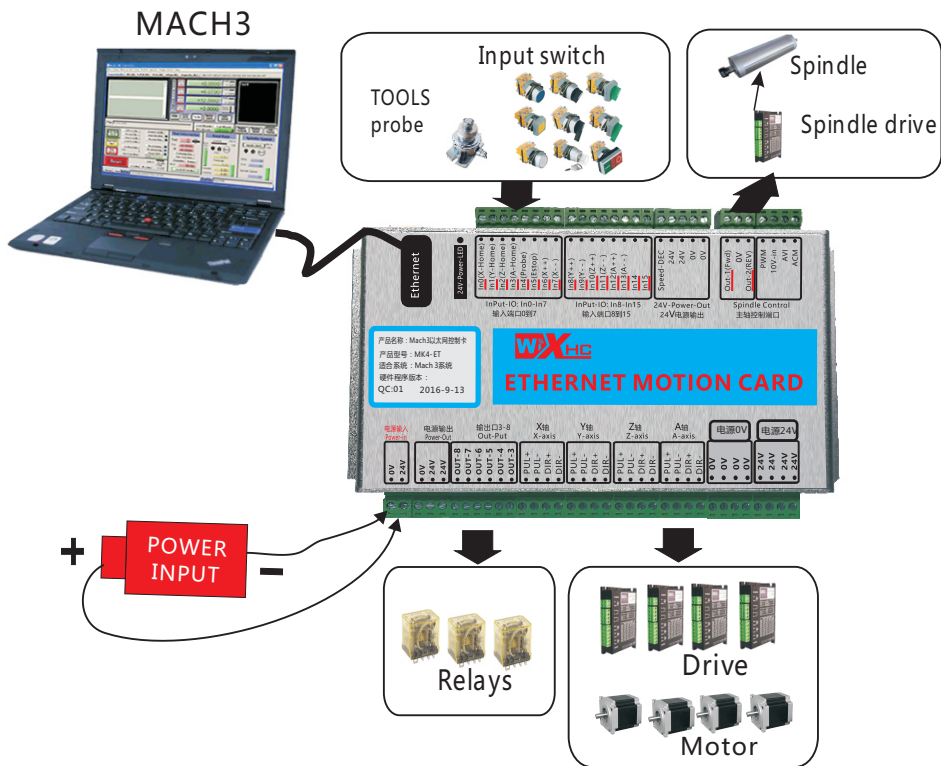 MACH3
Input switch
TOOLS
probe
Spindle
Spindle drive
Ethernet
24V-Power-LED
In0(X-Home)
In1(Y-Home)
In2(Z-Home)
In3(A-Home)
In4(Probe)
In5(Estop)
In6(X++)
In7(X--)
InPut-IO: In0-In7
输入端口0到7
In8(Y++)
In9(Y--)
In10(Z++)
In11(Z--)
In12(A++)
In13(A--)
In14
In15
InPut-IO: In8-In15
输入端口8到15
Speed-DEC
24V
24V
0V
0V
24V-Power-Out
24V电源输出
Out-1(Fwd)
0V
Out-2(REV)
PWM
10V-in
AVI
ACM
Spindle Control
主轴控制端口
产品名称：Mach3以太网控制卡
产品型号：MK4-ET
适合系统：Mach 3系统
硬件程序版本：
QC:01 2016-9-13
WiXHC
ETHERNET MOTION CARD
电源输入
Power-In
0V
24V
电源输出
Power-Out
0V
24V
24V
输出口3-8
Out-Put
OUT-8
OUT-7
OUT-6
OUT-5
OUT-4
OUT-3
X轴
X-axis
PUL+
PUL-
DIR+
DIR-
Y轴
Y-axis
PUL+
PUL-
DIR+
DIR-
Z轴
Z-axis
PUL+
PUL-
DIR+
DIR-
A轴
A-axis
PUL+
PUL-
DIR+
DIR-
电源0V
0V
0V
0V
0V
电源24V
24V
24V
24V
24V
+
POWER
INPUT
-
Relays
Drive
Motor